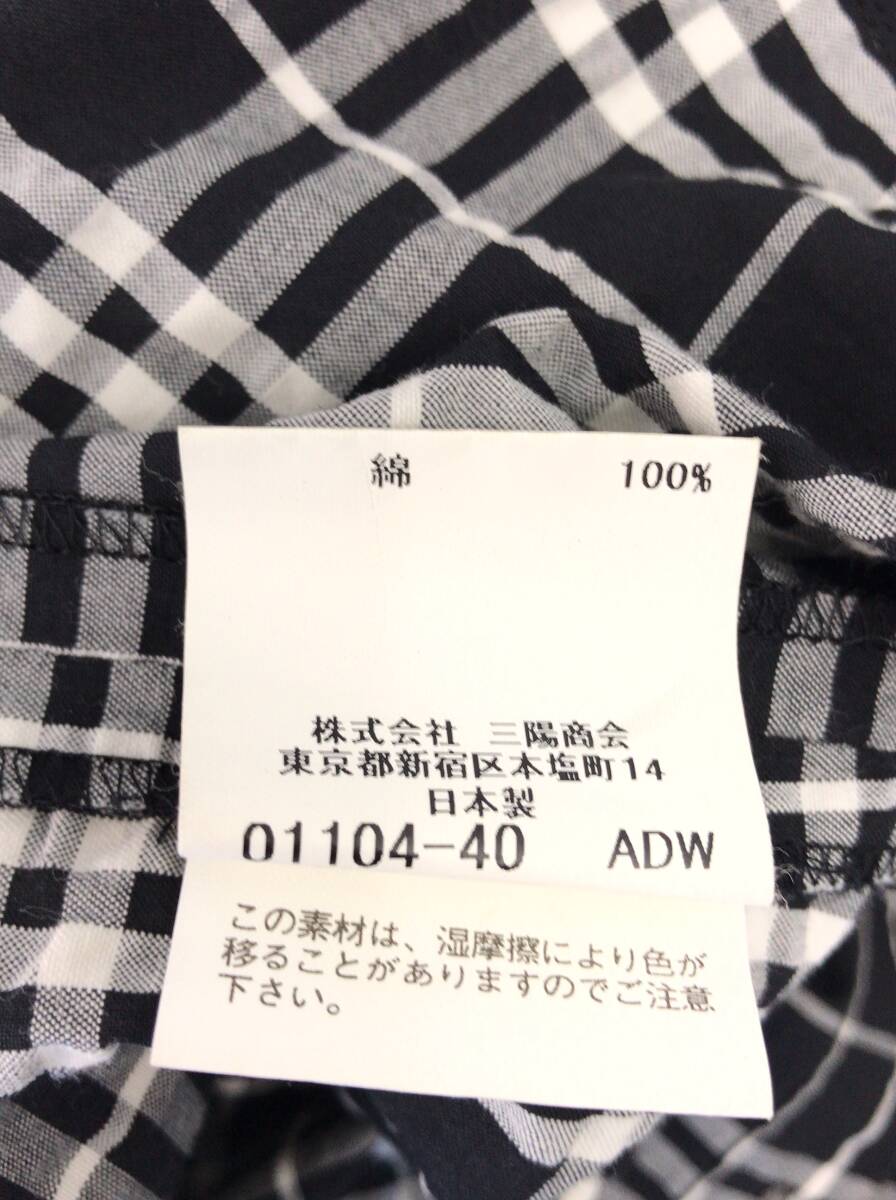 綿 100%
株式会社 三陽商会
東京都新宿区本塩町14
日本製
01104-40 ADW
この素材は、湿摩擦により色が
移ることがありますのでご注意
下さい。